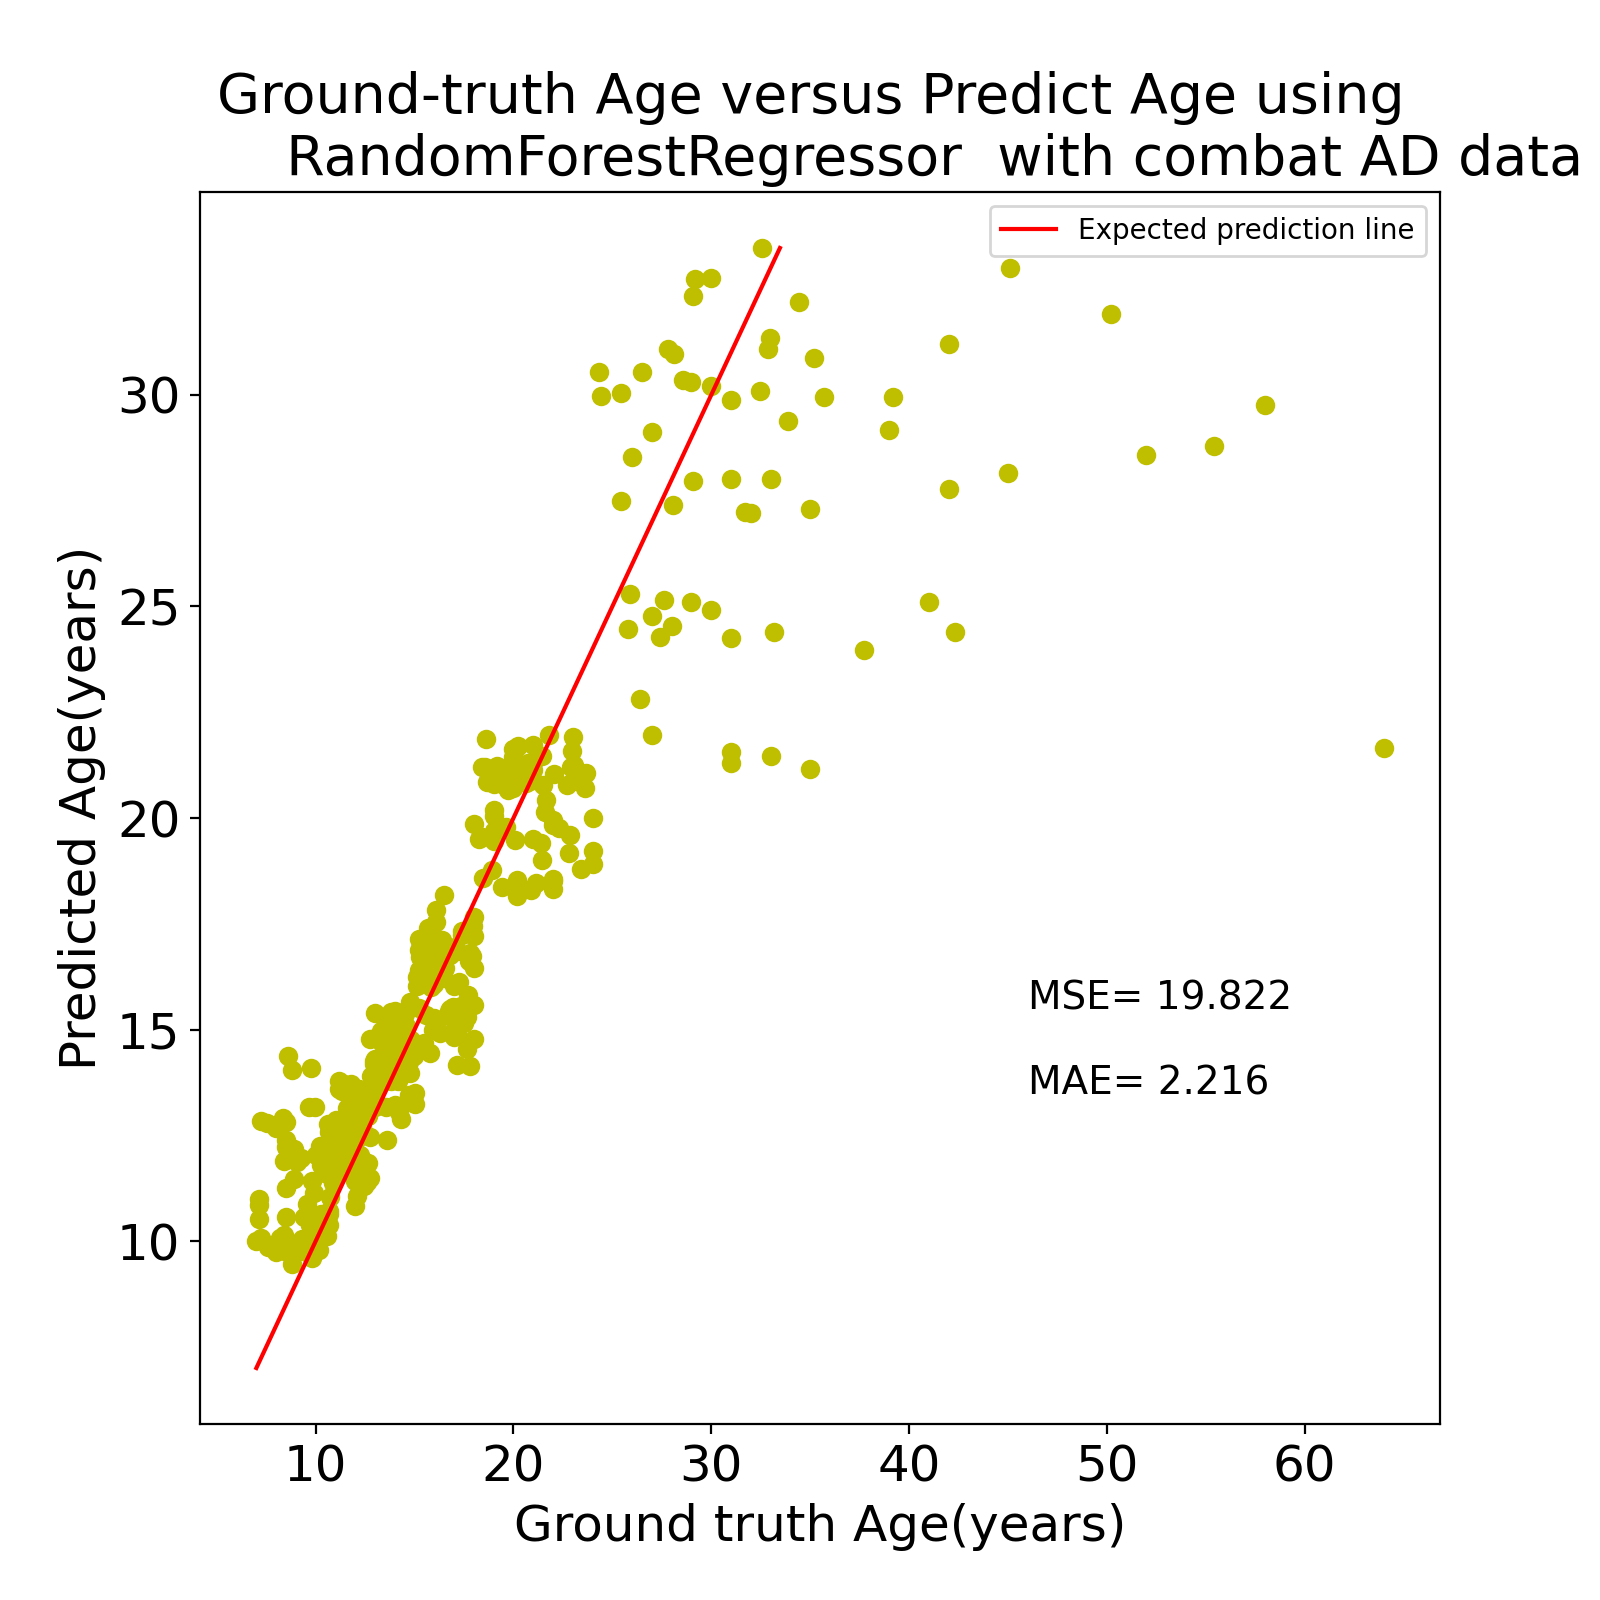 Ground-truth Age versus Predict Age using
RandomForestRegressor with combat AD data
Expected prediction line
Predicted Age(years)
30
25
20
15
10
MSE= 19.822
MAE= 2.216
10 20 30 40 50 60
Ground truth Age(years)